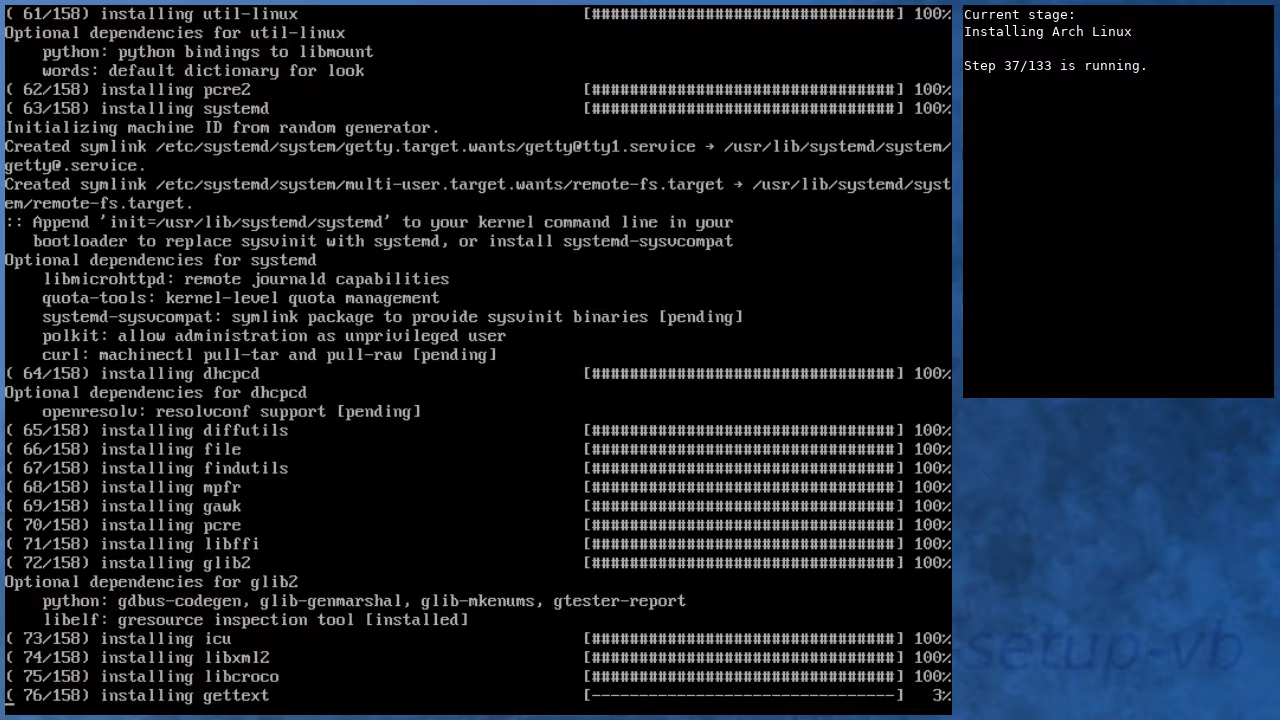 ( 61/158) installing util-linux [################################] 100%
Optional dependencies for util-linux
python: python bindings to libmount
words: default dictionary for look
( 62/158) installing pcre2 [################################] 100%
( 63/158) installing systemd [################################] 100%
Initializing machine ID from random generator.
Created symlink /etc/systemd/system/getty.target.wants/getty@tty1.service → /usr/lib/systemd/system/
getty@.service.
Created symlink /etc/systemd/system/multi-user.target.wants/remote-fs.target → /usr/lib/systemd/syst
em/remote-fs.target.
:: Append 'init=/usr/lib/systemd/systemd' to your kernel command line in your
bootloader to replace sysvinit with systemd, or install systemd-sysvcompat
Optional dependencies for systemd
libmicrohttpd: remote journald capabilities
quota-tools: kernel-level quota management
systemd-sysvcompat: symlink package to provide sysvinit binaries [pending]
polkit: allow administration as unprivileged user
curl: machinectl pull-tar and pull-raw [pending]
( 64/158) installing dhcpcd [################################] 100%
Optional dependencies for dhcpcd
openresolv: resolvconf support [pending]
( 65/158) installing diffutils [################################] 100%
( 66/158) installing file [################################] 100%
( 67/158) installing findutils [################################] 100%
( 68/158) installing mpfr [################################] 100%
( 69/158) installing gawk [################################] 100%
( 70/158) installing pcre [################################] 100%
( 71/158) installing libffi [################################] 100%
( 72/158) installing glib2 [################################] 100%
Optional dependencies for glib2
python: gdbus-codegen, glib-genmarshal, glib-mkenums, gtester-report
libelf: gresource inspection tool [installed]
( 73/158) installing icu [################################] 100%
( 74/158) installing libxml2 [################################] 100%
( 75/158) installing libcroco [################################] 100%
( 76/158) installing gettext [--------------------------------] 3%
Current stage:
Installing Arch Linux
Step 37/133 is running.
setup-vb